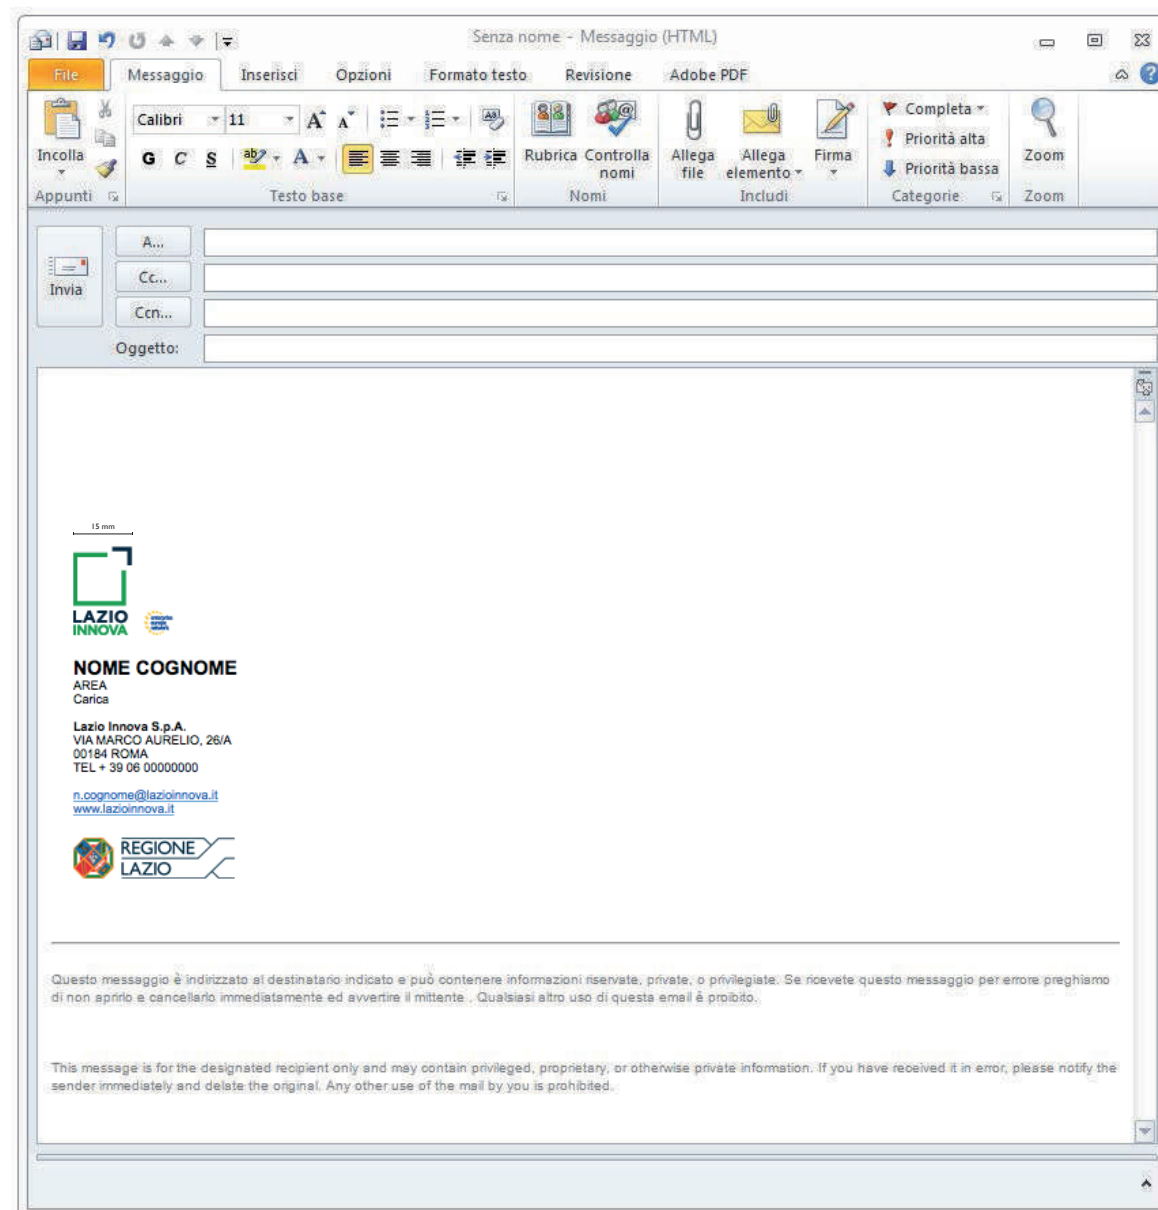 Senza nome - Messaggio (HTML)
File Messaggio Inserisci Opzioni Formato testo Revisione Adobe PDF
Incolla
Appunti
Calibri 11
G C S
Testo base
Rubrica Controlla nomi
Nomi
Allega file
Allega elemento
Firma
Includi
Completa
Priorità alta
Priorità bassa
Categorie
Zoom
Zoom
Invia
A...
Cc...
Ccn...
Oggetto:
15 mm
LAZIO
INNOVA
enterprise
europe
network
NOME COGNOME
AREA
Carica
Lazio Innova S.p.A.
VIA MARCO AURELIO, 26/A
00184 ROMA
TEL + 39 06 00000000
n.cognome@lazioinnova.it
www.lazioinnova.it
REGIONE
LAZIO
Questo messaggio è indirizzato al destinatario indicato e può contenere informazioni riservate, private, o privilegiate. Se ricevete questo messaggio per errore preghiamo
di non aprirlo e cancellarlo immediatamente ed avvertire il mittente . Qualsiasi altro uso di questa email è proibito.
This message is for the designated recipient only and may contain privileged, proprietary, or otherwise private information. If you have received it in error, please notify the
sender immediately and delate the original. Any other use of the mail by you is prohibited.